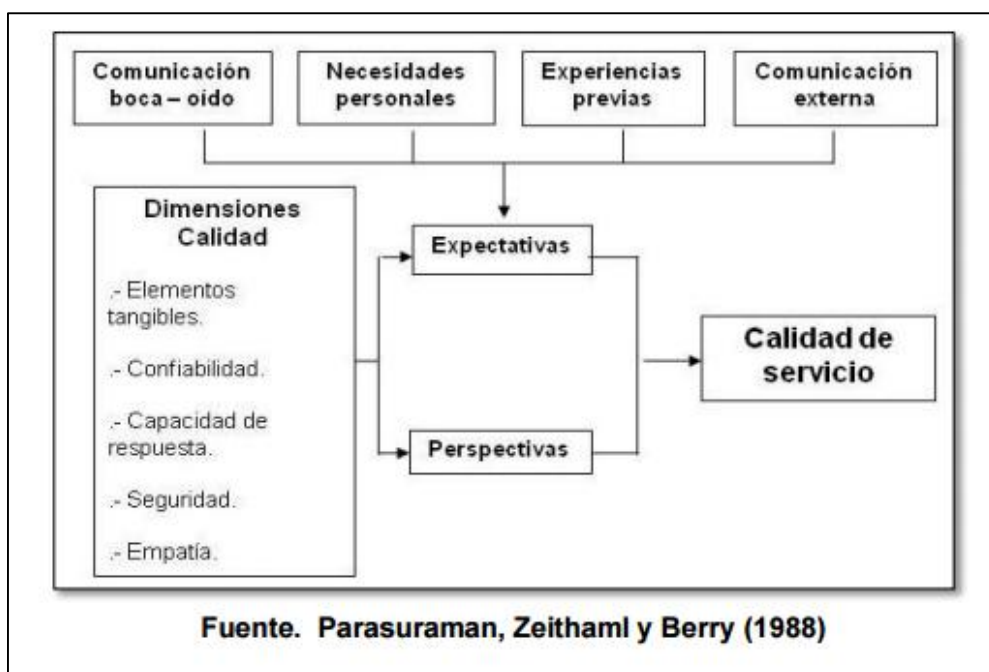 Comunicación
boca – oído
Necesidades
personales
Experiencias
previas
Comunicación
externa
Dimensiones
Calidad
.- Elementos
tangibles.
.- Confiabilidad.
.- Capacidad de
respuesta.
.- Seguridad.
.- Empatía.
Expectativas
Perspectivas
Calidad de
servicio
Fuente. Parasuraman, Zeithaml y Berry (1988)